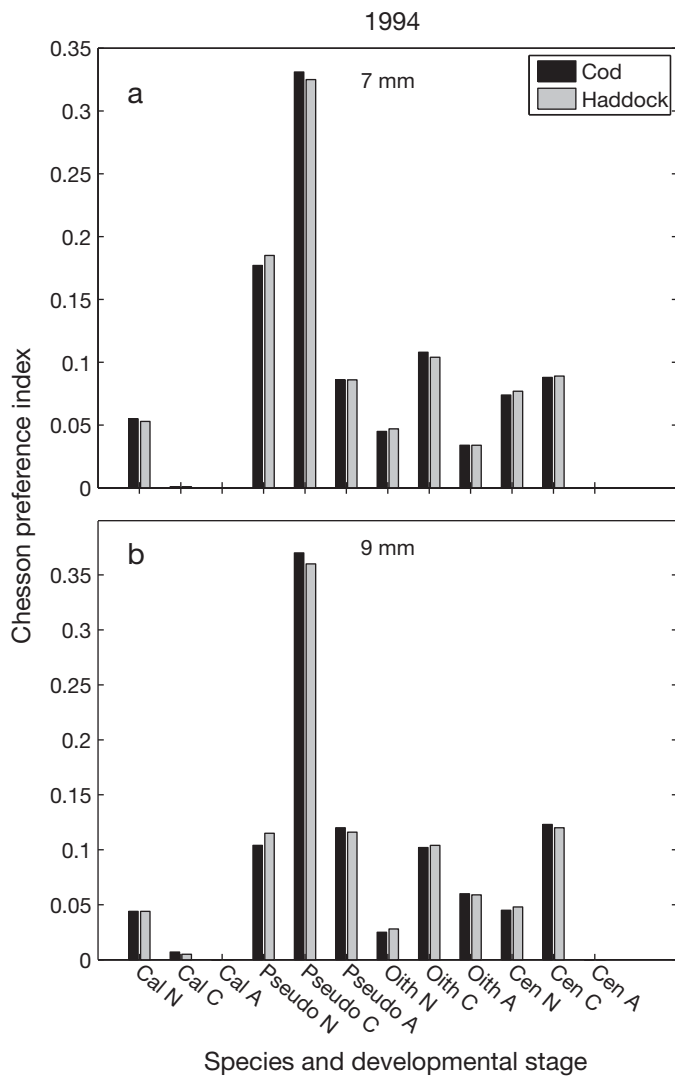 1994
0.35
0.3
0.25
0.2
0.15
0.1
0.05
0
a
7 mm
Cod
Haddock
Chesson preference index
b
9 mm
0.35
0.3
0.25
0.2
0.15
0.1
0.05
0
Cal N
Cal C
Cal A
Pseudo N
Pseudo C
Pseudo A
Oith N
Oith C
Oith A
Cen N
Cen C
Cen A
Species and developmental stage